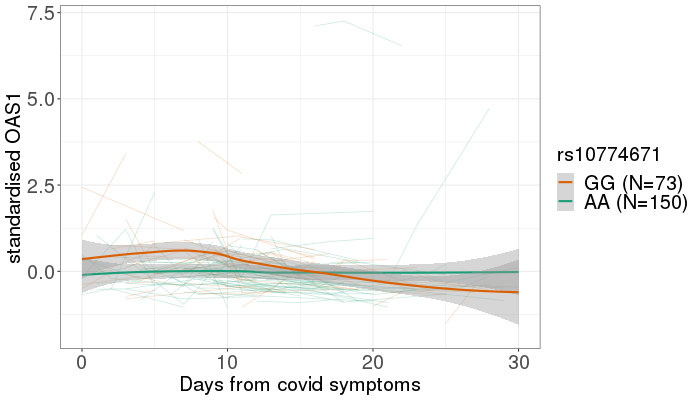 7.5
5.0
2.5
0.0
standardised OAS1
0 10 20 30
Days from covid symptoms
rs10774671
GG (N=73)
AA (N=150)